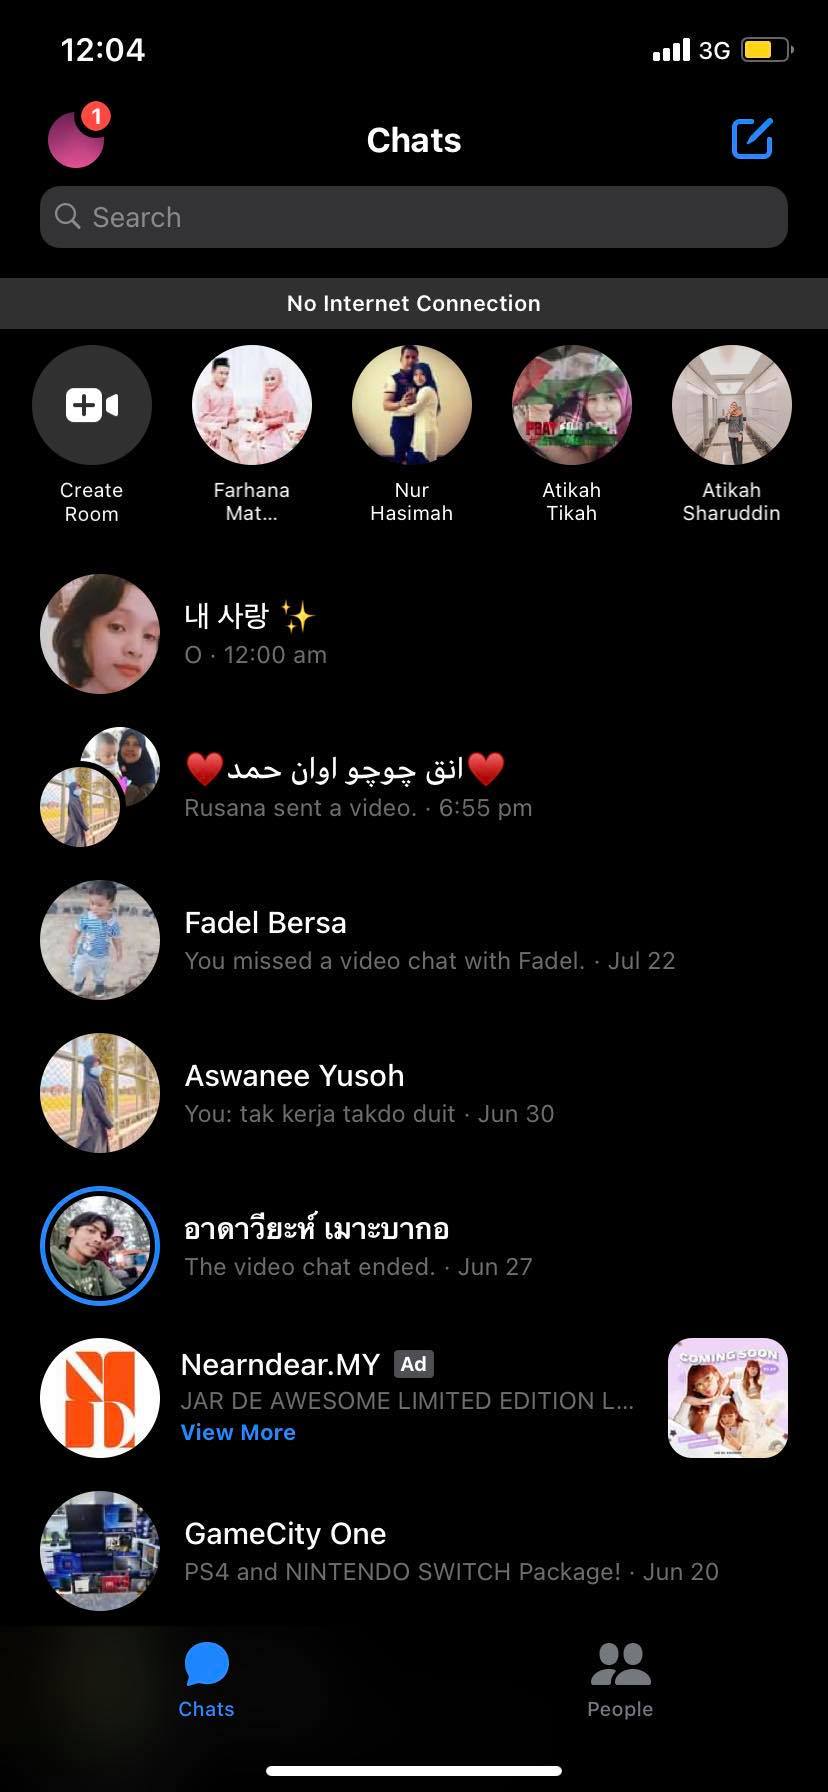 12:04
3G
1
Chats
Search
No Internet Connection
Create
Room
Farhana
Mat...
Nur
Hasimah
Atikah
Tikah
Atikah
Sharuddin
내 사랑 ✨
O · 12:00 am
♥️انق چوچو اوان حمد♥️
Rusana sent a video. · 6:55 pm
Fadel Bersa
You missed a video chat with Fadel. · Jul 22
Aswanee Yusoh
You: tak kerja takdo duit · Jun 30
อาดาวียะห์ เมาะบากอ
The video chat ended. · Jun 27
Nearndear.MY Ad
JAR DE AWESOME LIMITED EDITION L...
View More
COMING SOON
GameCity One
PS4 and NINTENDO SWITCH Package! · Jun 20
Chats
People